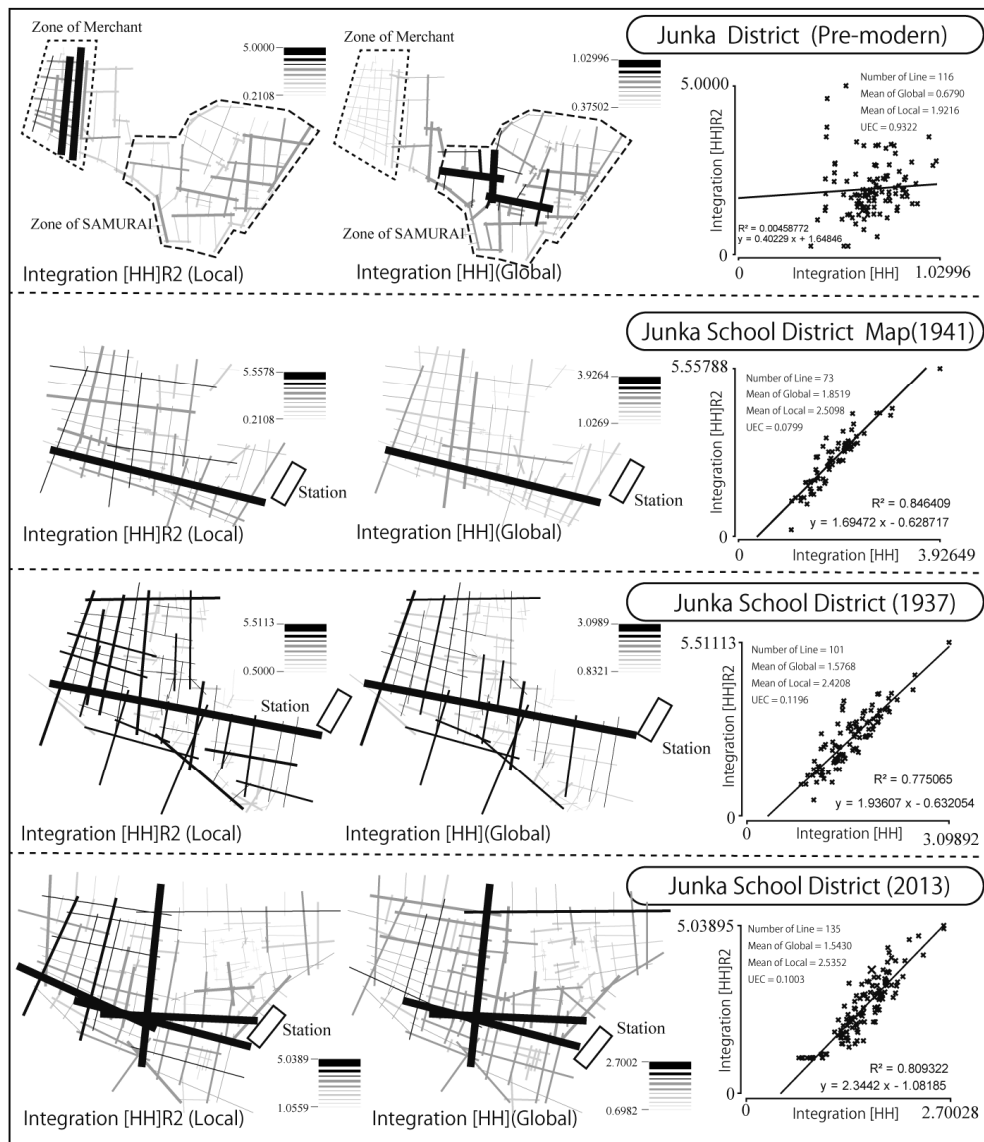 Junka District (Pre-modern)
Zone of Merchant
5.0000
0.2108
Zone of SAMURAI
Integration [HH]R2 (Local)
Zone of Merchant
1.02996
0.37502
Zone of SAMURAI
Integration [HH](Global)
5.0000
Number of Line = 116
Mean of Global = 0.6790
Mean of Local = 1.9216
UEC = 0.9322
Integration [HH]R2
R² = 0.00458772
y = 0.40229 x + 1.64846
0
0
Integration [HH]
1.02996
Junka School District Map(1941)
5.5578
0.2108
Station
Integration [HH]R2 (Local)
3.9264
1.0269
Station
Integration [HH](Global)
5.55788
Number of Line = 73
Mean of Global = 1.8519
Mean of Local = 2.5098
UEC = 0.0799
Integration [HH]R2
R² = 0.846409
y = 1.69472 x - 0.628717
0
0
Integration [HH]
3.92649
Junka School District (1937)
5.5113
0.5000
Station
Integration [HH]R2 (Local)
3.0989
0.8321
Station
Integration [HH](Global)
5.51113
Number of Line = 101
Mean of Global = 1.5768
Mean of Local = 2.4208
UEC = 0.1196
Integration [HH]R2
R² = 0.775065
y = 1.93607 x - 0.632054
0
0
Integration [HH]
3.09892
Junka School District (2013)
Station
5.0389
1.0559
Integration [HH]R2 (Local)
Station
2.7002
0.6982
Integration [HH](Global)
5.03895
Number of Line = 135
Mean of Global = 1.5430
Mean of Local = 2.5352
UEC = 0.1003
Integration [HH]R2
R² = 0.809322
y = 2.3442 x - 1.08185
0
0
Integration [HH]
2.70028